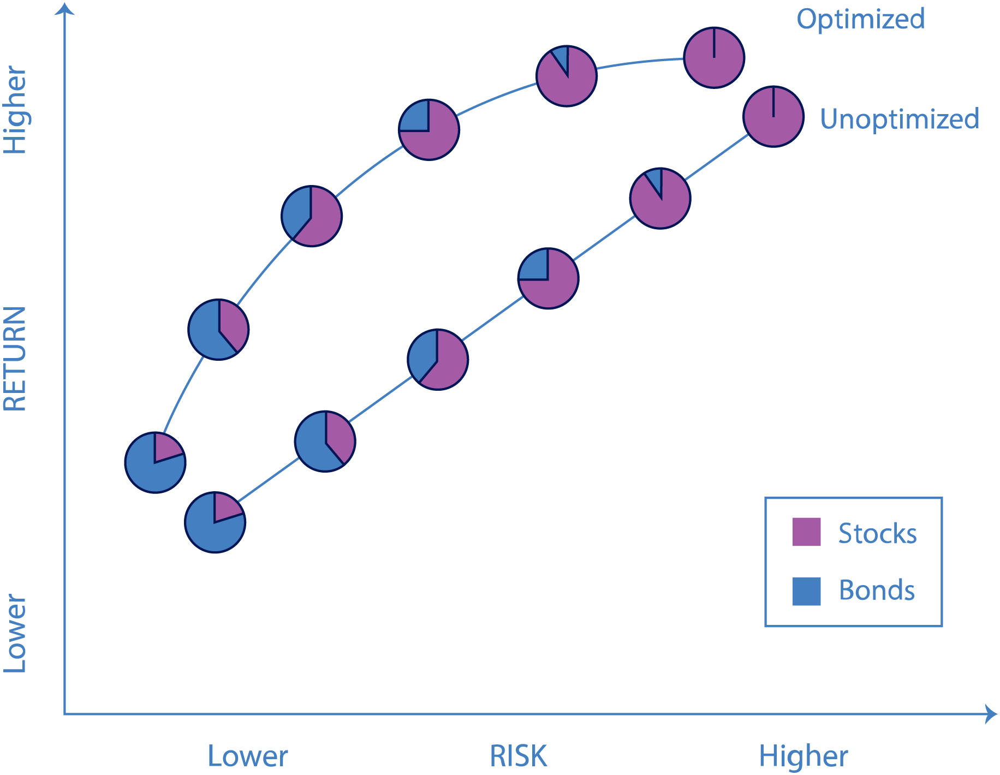 Optimized
Unoptimized
Higher
RETURN
Lower
Stocks
Bonds
Lower
RISK
Higher